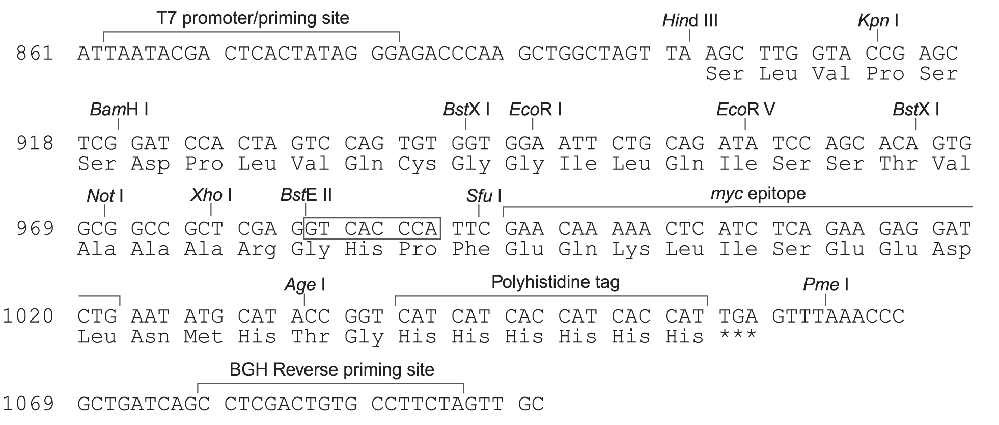 T7 promoter/priming site Hind III Kpn I
861 ATTAATACGA CTCACTATAG GGAGACCCAA GCTGGCTAGT TA AGC TTG GTA CCG AGC
Ser Leu Val Pro Ser
BamH I BstX I EcoR I EcoR V BstX I
918 TCG GAT CCA CTA GTC CAG TGT GGT GGA ATT CTG CAG ATA TCC AGC ACA GTG
Ser Asp Pro Leu Val Gln Cys Gly Gly Ile Leu Gln Ile Ser Ser Thr Val
Not I Xho I BstE II Sfu I myc epitope
969 GCG GCC GCT CGA GGT CAC CCA TTC GAA CAA AAA CTC ATC TCA GAA GAG GAT
Ala Ala Ala Arg Gly His Pro Phe Glu Gln Lys Leu Ile Ser Glu Glu Asp
Age I Polyhistidine tag Pme I
1020 CTG AAT ATG CAT ACC GGT CAT CAT CAC CAT CAC CAT TGA GTTTAAACCC
Leu Asn Met His Thr Gly His His His His His His ***
BGH Reverse priming site
1069 GCTGATCAGC CTCGACTGTG CCTTCTAGTT GC